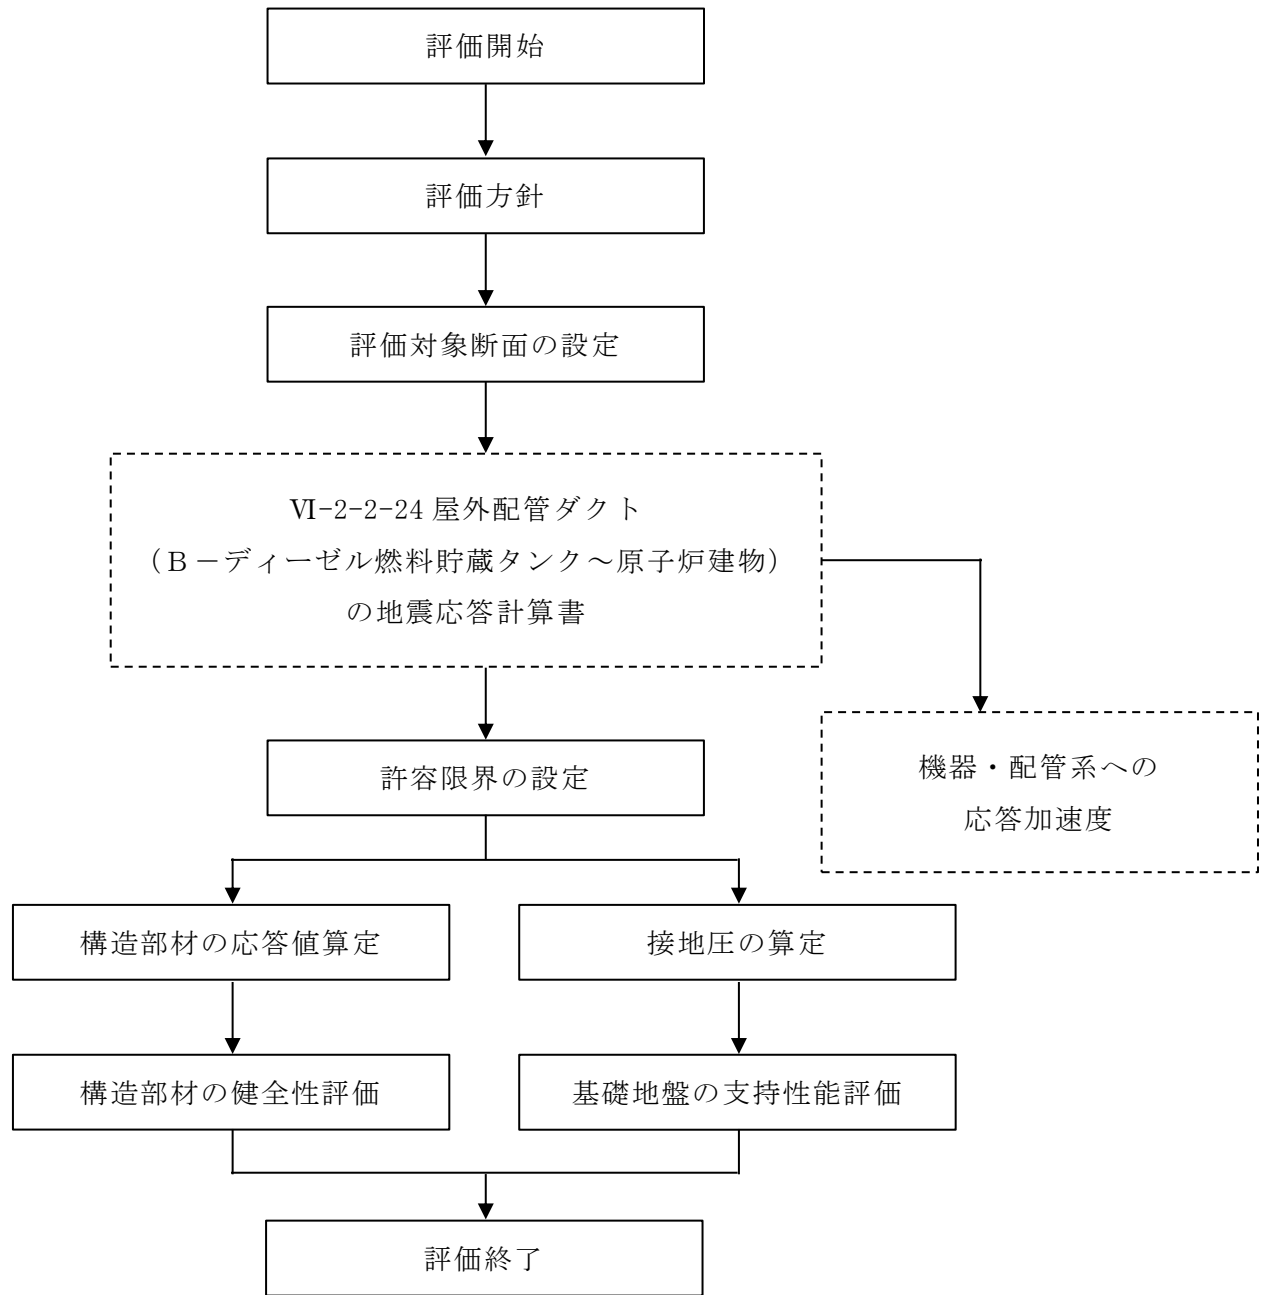 評価開始
評価方針
評価対象断面の設定
Ⅵ-2-2-24 屋外配管ダクト
（Ｂ－ディーゼル燃料貯蔵タンク～原子炉建物）
の地震応答計算書
許容限界の設定
機器・配管系への
応答加速度
構造部材の応答値算定
接地圧の算定
構造部材の健全性評価
基礎地盤の支持性能評価
評価終了